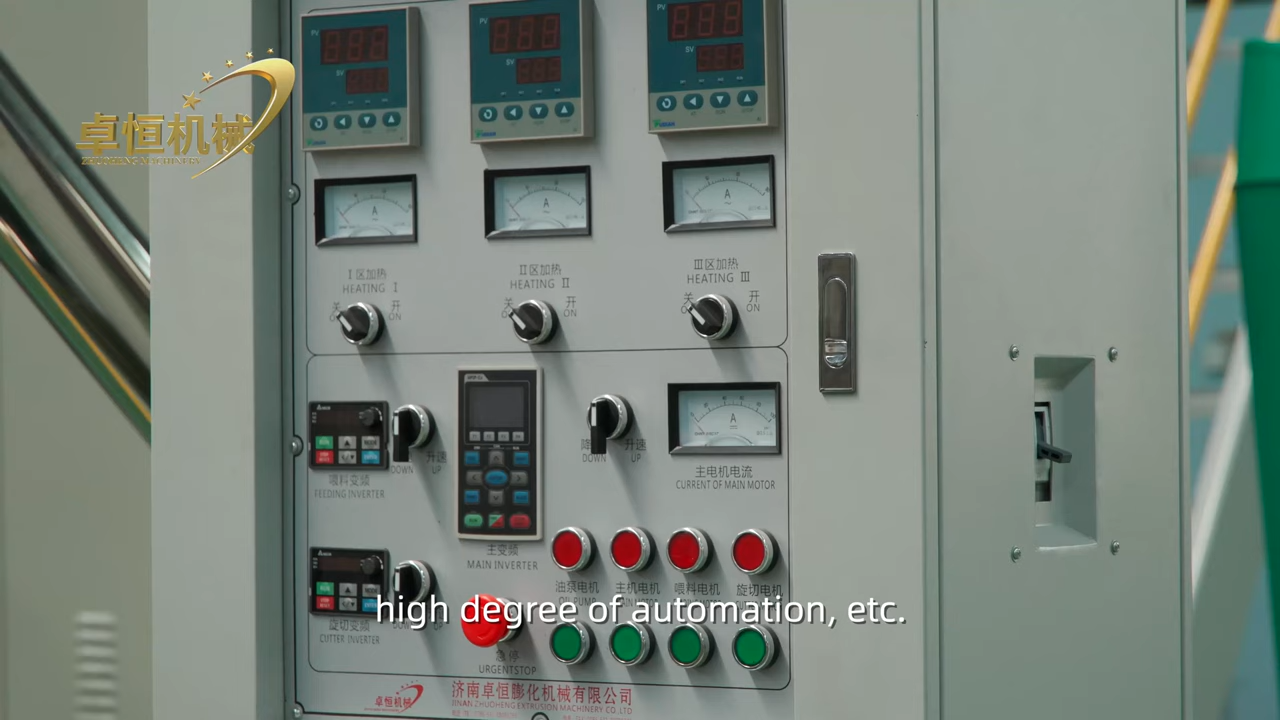 PV
SV
PV
SV
PV
SV
卓恒机械
ZHUOHENG MACHINERY
A
A
A
Ⅰ区加热
HEATING Ⅰ
关
开
ON
Ⅱ区加热
HEATING Ⅱ
关
开
ON
Ⅲ区加热
HEATING Ⅲ
关
开
ON
A
DOWN
升速
UP
降
DOWN
升速
UP
喂料变频
FEEDING INVERTER
主电机电流
CURRENT OF MAIN MOTOR
主变频
MAIN INVERTER
油泵电机
主机电机
喂料电机
旋切电机
high degree of automation, etc.
旋切变频
CUTTER INVERTER
急停
URGENTSTOP
卓恒机械
济南卓恒膨化机械有限公司
JINAN ZHUOHENG EXTRUSION MACHINERY CO.,LTD